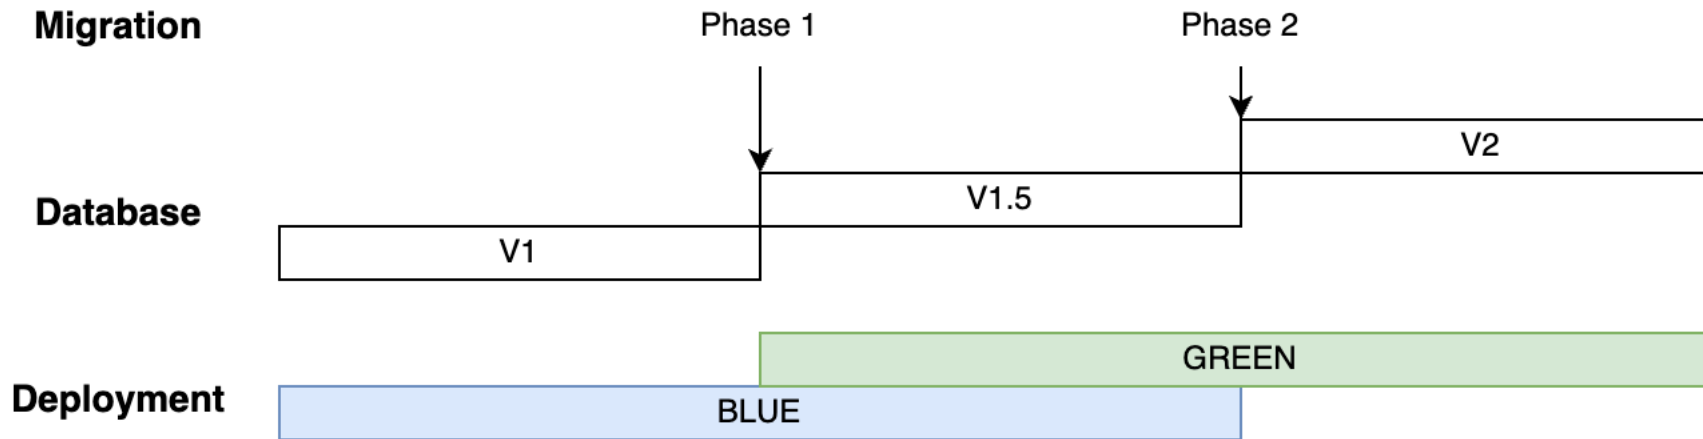 Migration
Phase 1
Phase 2
V2
V1.5
Database
V1
GREEN
Deployment
BLUE